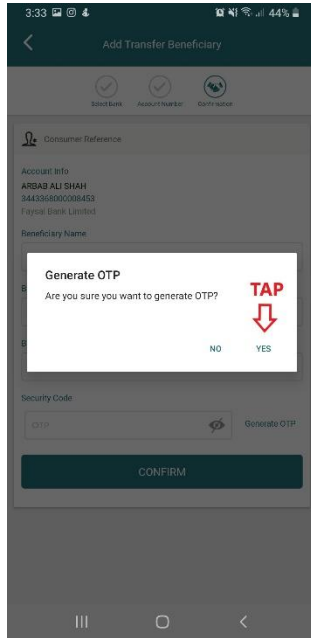 3:33 44%
Add Transfer Beneficiary
Select Bank Account Number Confirmation
Consumer Reference
Account Info
ARBAB ALI SHAH
3443368000008453
Faysal Bank Limited
Beneficiary Name
Generate OTP
Are you sure you want to generate OTP?
TAP
NO YES
Security Code
OTP Generate OTP
CONFIRM